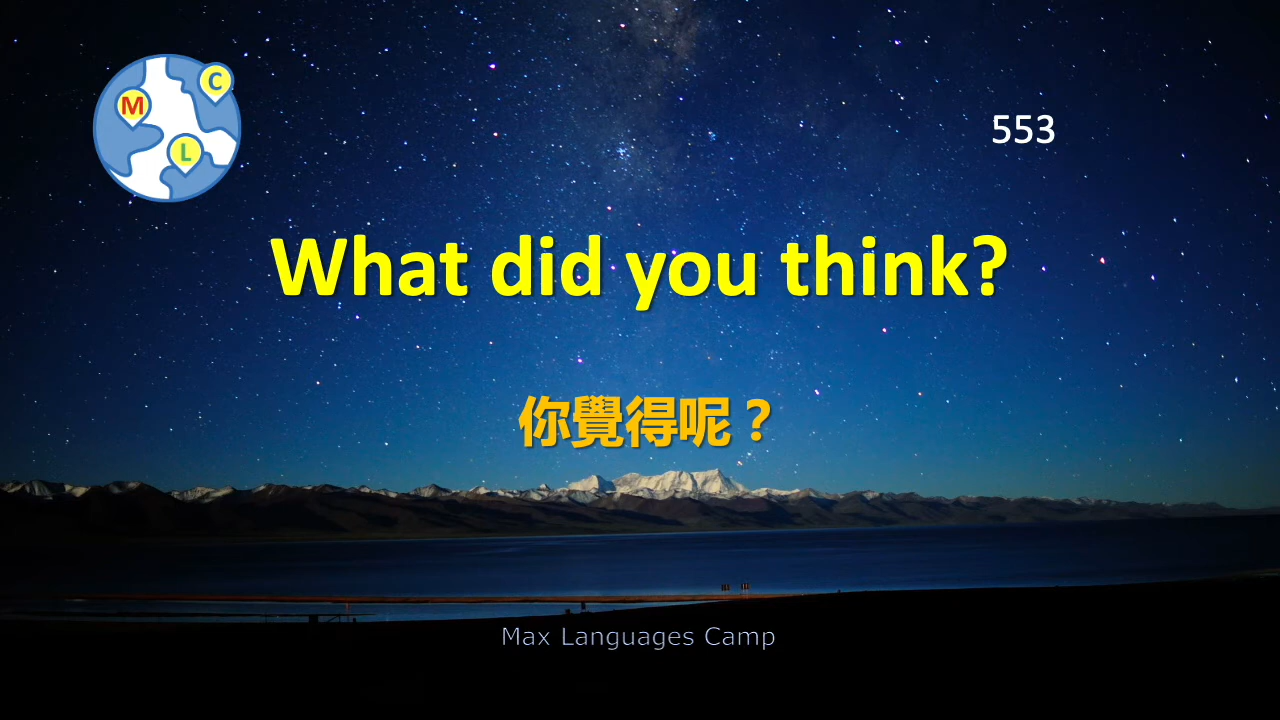 M
C
L
553
What did you think?
你覺得呢？
Max Languages Camp